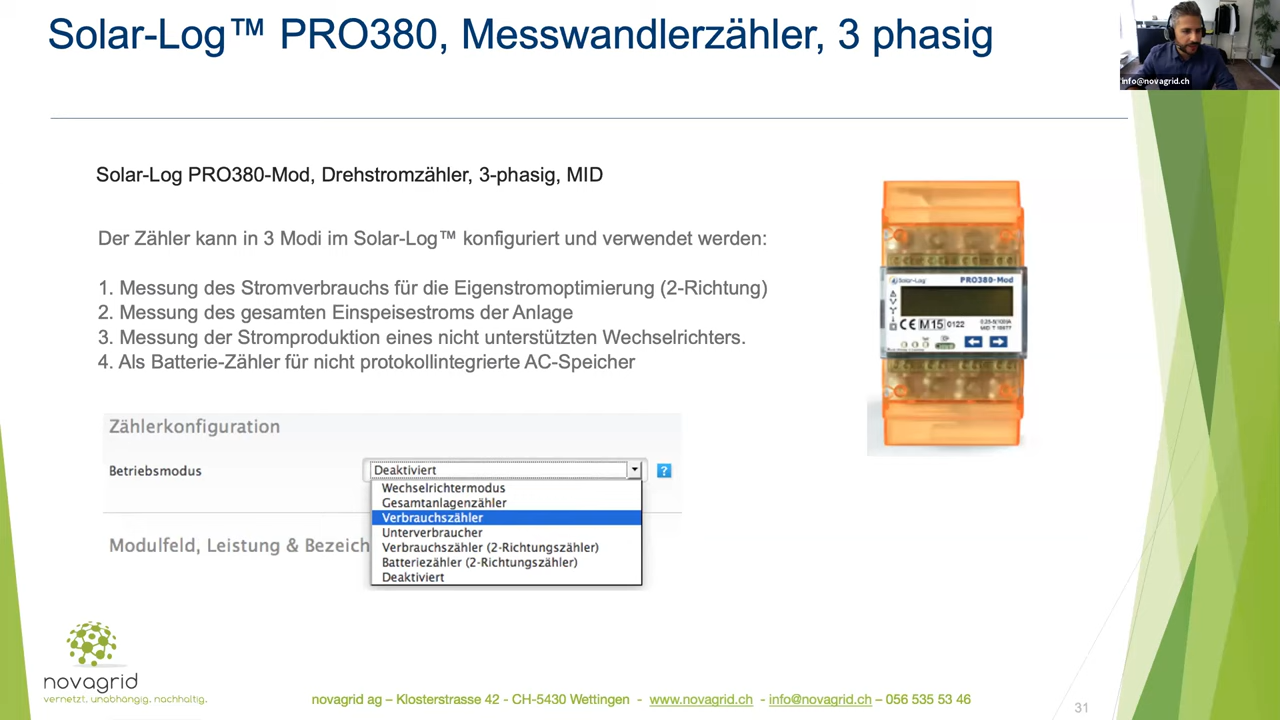 Solar-Log™ PRO380, Messwandlerzähler, 3 phasig
info@novagrid.ch
Solar-Log PRO380-Mod, Drehstromzähler, 3-phasig, MID
Der Zähler kann in 3 Modi im Solar-Log™ konfiguriert und verwendet werden:
1. Messung des Stromverbrauchs für die Eigenstromoptimierung (2-Richtung)
2. Messung des gesamten Einspeisestroms der Anlage
3. Messung der Stromproduktion eines nicht unterstützten Wechselrichters.
4. Als Batterie-Zähler für nicht protokollintegrierte AC-Speicher
Solar-Log™ PRO380-Mod
CE M15 0122
Zählerkonfiguration
Betriebsmodus
Deaktiviert
?
Wechselrichtermodus
Gesamtanlagenzähler
Verbrauchszähler
Unterverbraucher
Verbrauchszähler (2-Richtungszähler)
Batteriezähler (2-Richtungszähler)
Deaktiviert
Modulfeld, Leistung & Bezeich
novagrid
vernetzt. unabhängig. nachhaltig.
novagrid ag – Klosterstrasse 42 - CH-5430 Wettingen - www.novagrid.ch - info@novagrid.ch – 056 535 53 46
31